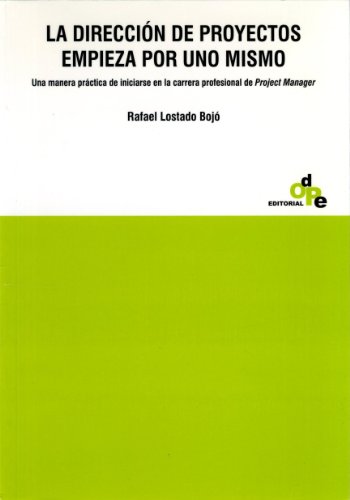 LA DIRECCIÓN DE PROYECTOS
EMPIEZA POR UNO MISMO
Una manera práctica de iniciarse en la carrera profesional de Project Manager
Rafael Lostado Bojó
EDITORIAL odPe